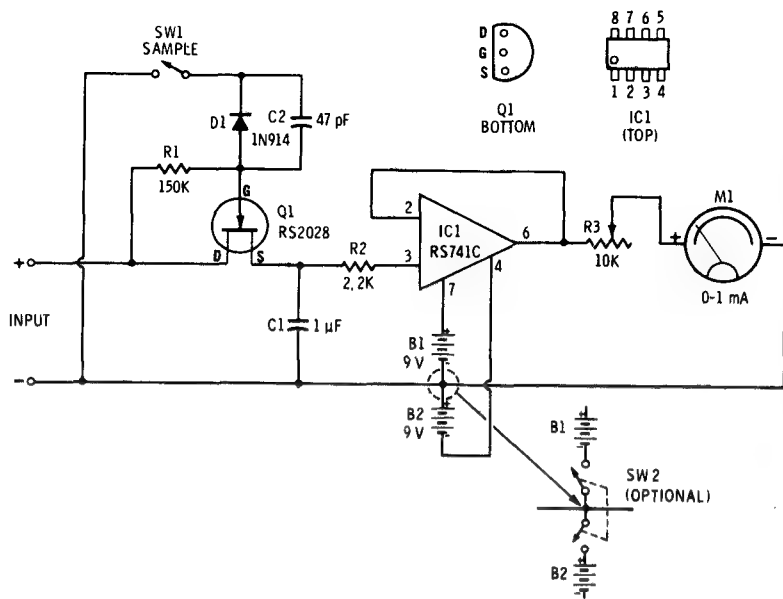 SW1
SAMPLE
D1
1N914
C2
47 pF
R1
150K
G
Q1
RS2028
D
S
+
INPUT
−
R2
2,2K
C1
1 µF
2
3
IC1
RS741C
6
7
4
R3
10K
M1
+
−
0-1 mA
B1
9 V
+
-
B2
9 V
+
-
D
G
S
Q1
BOTTOM
8 7 6 5
1 2 3 4
IC1
(TOP)
B1
+
-
SW2
(OPTIONAL)
B2
+
-